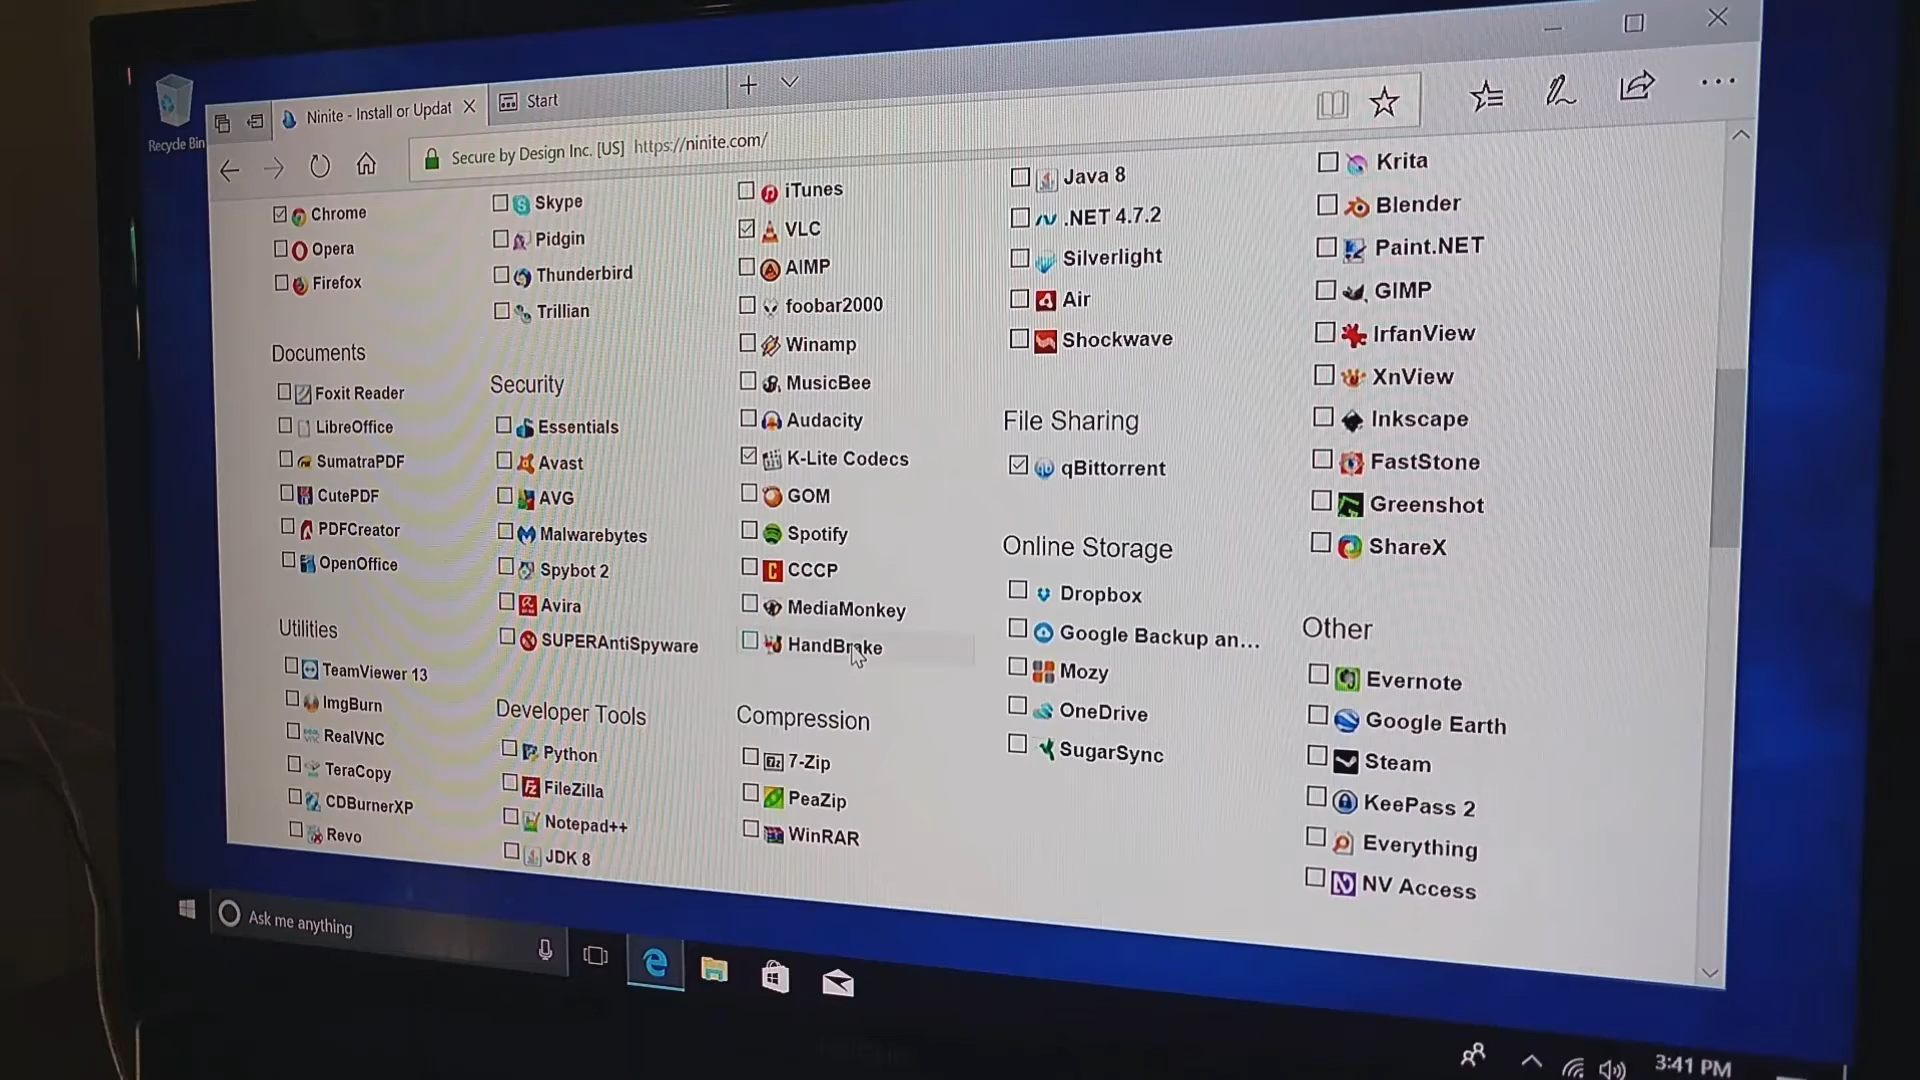 Recycle Bin
Ninite - Install or Updat
Start
Secure by Design Inc. [US] https://ninite.com/
Chrome
Opera
Firefox
Documents
Foxit Reader
LibreOffice
SumatraPDF
CutePDF
PDFCreator
OpenOffice
Utilities
TeamViewer 13
ImgBurn
RealVNC
TeraCopy
CDBurnerXP
Revo
Skype
Pidgin
Thunderbird
Trillian
Security
Essentials
Avast
AVG
Malwarebytes
Spybot 2
Avira
SUPERAntiSpyware
Developer Tools
Python
FileZilla
Notepad++
JDK 8
iTunes
VLC
AIMP
foobar2000
Winamp
MusicBee
Audacity
K-Lite Codecs
GOM
Spotify
CCCP
MediaMonkey
HandBrake
Compression
7-Zip
PeaZip
WinRAR
Java 8
.NET 4.7.2
Silverlight
Air
Shockwave
File Sharing
qBittorrent
Online Storage
Dropbox
Google Backup an...
Mozy
OneDrive
SugarSync
Krita
Blender
Paint.NET
GIMP
IrfanView
XnView
Inkscape
FastStone
Greenshot
ShareX
Other
Evernote
Google Earth
Steam
KeePass 2
Everything
NV Access
Ask me anything
3:41 PM